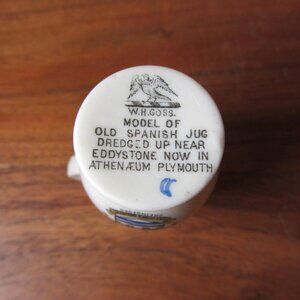 W.H.GOSS.
MODEL OF
OLD SPANISH JUG
DREDGED UP NEAR
EDDYSTONE NOW IN
ATHENÆUM PLYMOUTH